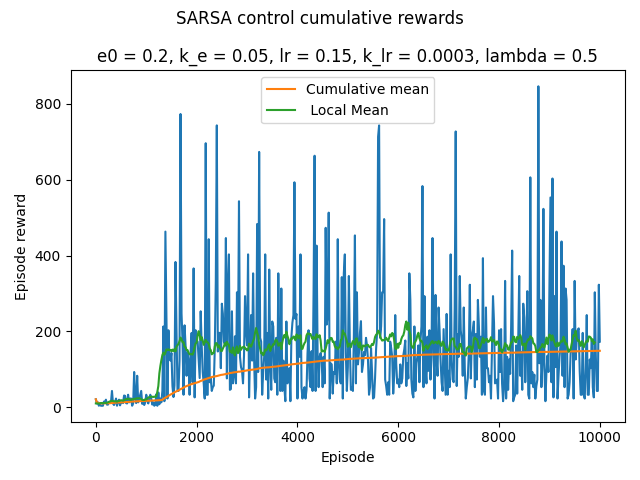 SARSA control cumulative rewards
e0 = 0.2, k_e = 0.05, lr = 0.15, k_lr = 0.0003, lambda = 0.5
Cumulative mean
Local Mean
800
600
400
200
0
Episode reward
0 2000 4000 6000 8000 10000
Episode